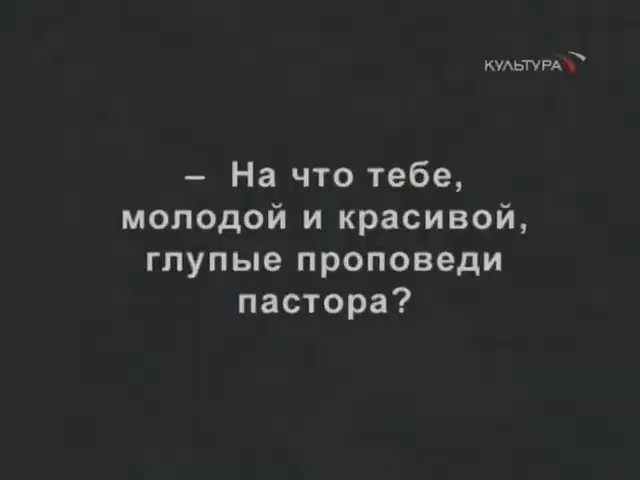 КУЛЬТУРА
– На что тебе,
молодой и красивой,
глупые проповеди
пастора?